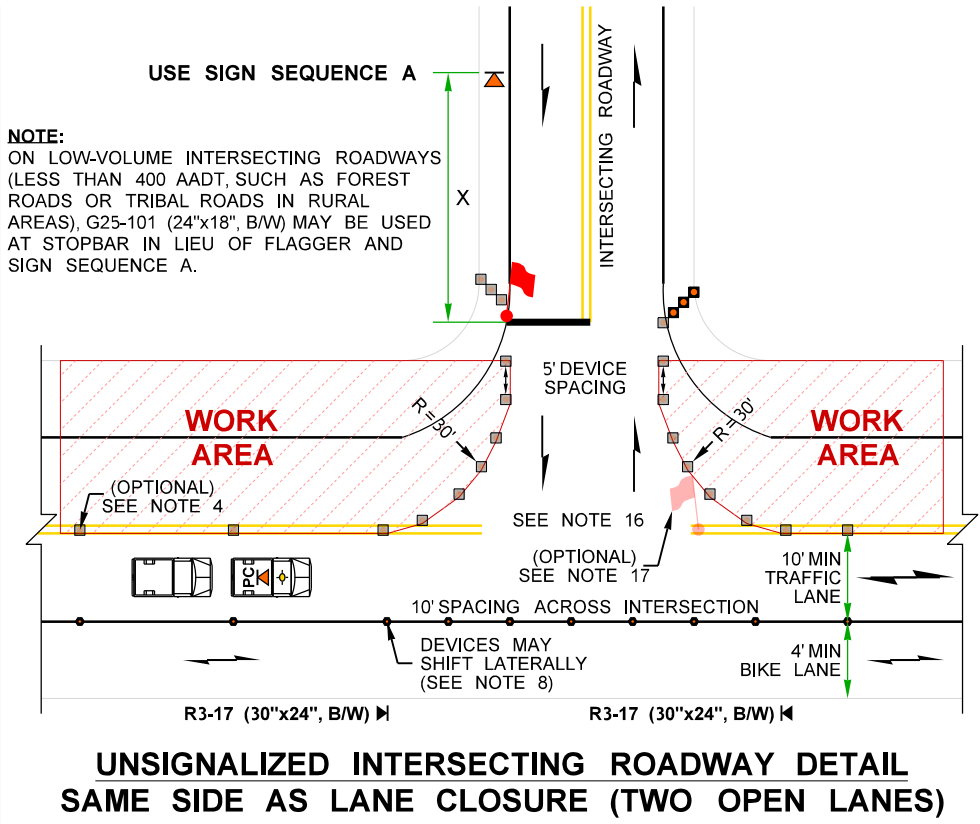 USE SIGN SEQUENCE A
NOTE:
ON LOW-VOLUME INTERSECTING ROADWAYS
(LESS THAN 400 AADT, SUCH AS FOREST
ROADS OR TRIBAL ROADS IN RURAL
AREAS), G25-101 (24"x18", B/W) MAY BE USED
AT STOPBAR IN LIEU OF FLAGGER AND
SIGN SEQUENCE A.
X
INTERSECTING ROADWAY
5' DEVICE
SPACING
WORK
AREA
R = 30'
R = 30'
WORK
AREA
(OPTIONAL)
SEE NOTE 4
SEE NOTE 16
(OPTIONAL)
SEE NOTE 17
10' MIN
TRAFFIC
LANE
PC
10' SPACING ACROSS INTERSECTION
DEVICES MAY
SHIFT LATERALLY
(SEE NOTE 8)
4' MIN
BIKE LANE
R3-17 (30"x24", B/W)
R3-17 (30"x24", B/W)
UNSIGNALIZED INTERSECTING ROADWAY DETAIL
SAME SIDE AS LANE CLOSURE (TWO OPEN LANES)